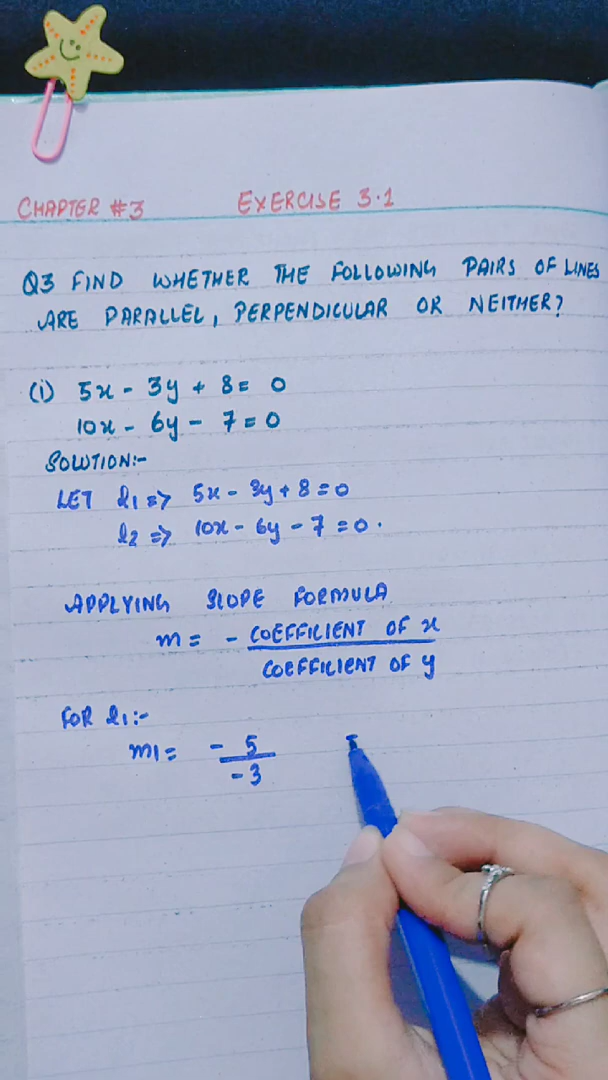 CHAPTER #3 EXERCISE 3.1
Q3 FIND WHETHER THE FOLLOWING PAIRS OF LINES
ARE PARALLEL, PERPENDICULAR OR NEITHER?
(i) 5x - 3y + 8 = 0
10x - 6y - 7 = 0
SOLUTION:-
LET l1 => 5x - 3y + 8 = 0
l2 => 10x - 6y - 7 = 0.
APPLYING SLOPE FORMULA
m = - COEFFICIENT OF x
COEFFICIENT OF y
FOR l1:-
m1 = - 5
-3